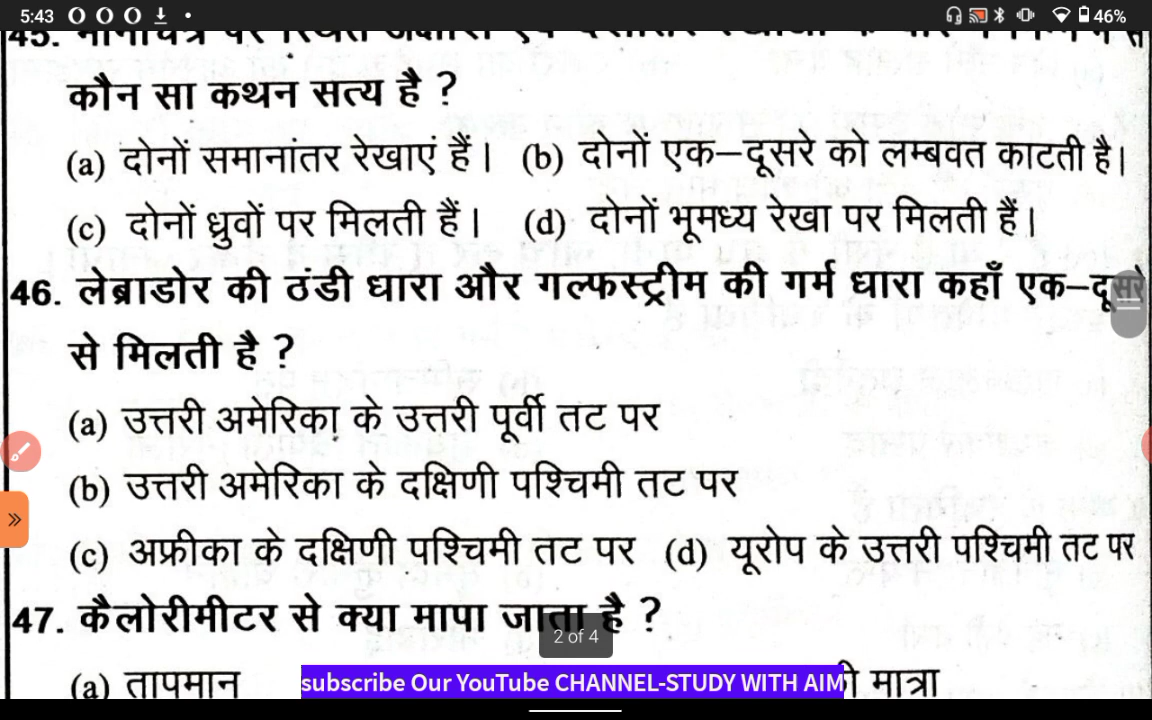 5:43
46%
45.
कौन सा कथन सत्य है ?
(a) दोनों समानांतर रेखाएं हैं। (b) दोनों एक–दूसरे को लम्बवत काटती है।
(c) दोनों ध्रुवों पर मिलती हैं। (d) दोनों भूमध्य रेखा पर मिलती हैं।
46. लेब्राडोर की ठंडी धारा और गल्फस्ट्रीम की गर्म धारा कहाँ एक–दूसरे
से मिलती है ?
(a) उत्तरी अमेरिका के उत्तरी पूर्वी तट पर
(b) उत्तरी अमेरिका के दक्षिणी पश्चिमी तट पर
(c) अफ्रीका के दक्षिणी पश्चिमी तट पर (d) यूरोप के उत्तरी पश्चिमी तट पर
47. कैलोरीमीटर से क्या मापा जाता है ?
2 of 4
(a) तापमान मात्रा
subscribe Our YouTube CHANNEL-STUDY WITH AIM